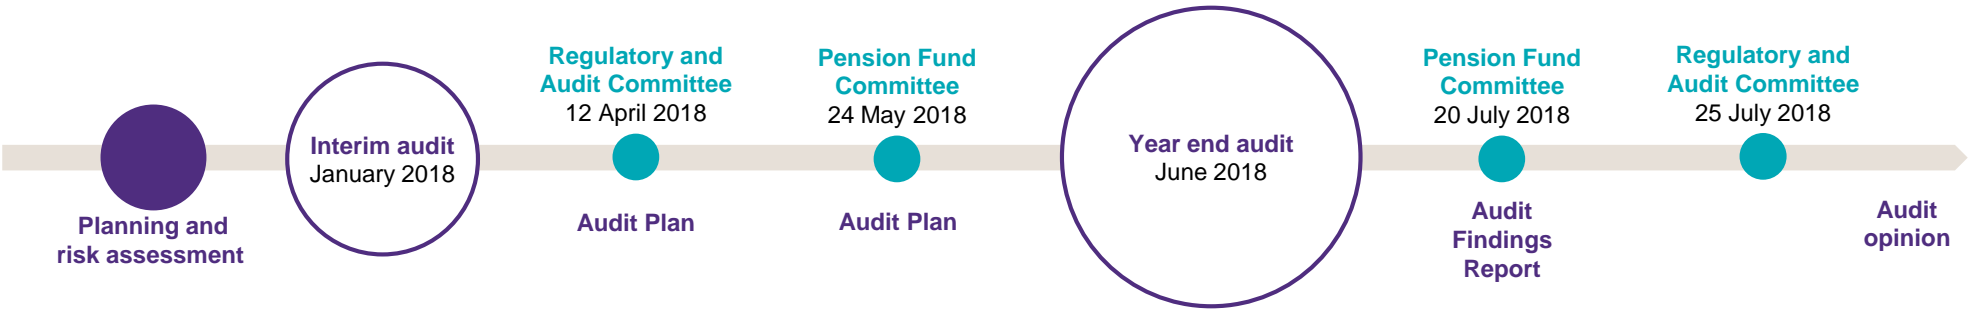 Planning and
risk assessment
Interim audit
January 2018
Regulatory and
Audit Committee
12 April 2018
Audit Plan
Pension Fund
Committee
24 May 2018
Audit Plan
Year end audit
June 2018
Pension Fund
Committee
20 July 2018
Audit
Findings
Report
Regulatory and
Audit Committee
25 July 2018
Audit
opinion